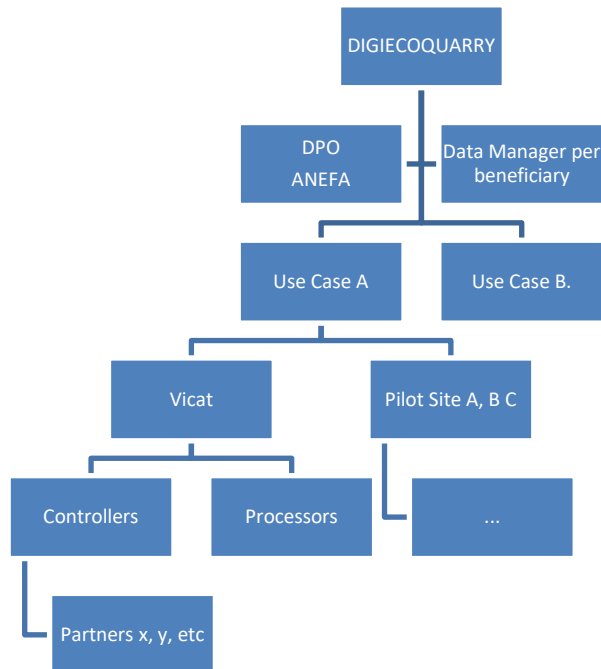 DIGIECOQUARRY
DPO
ANEFA
Data Manager per
beneficiary
Use Case A
Use Case B.
Vicat
Pilot Site A, B C
Controllers
Processors
...
Partners x, y, etc